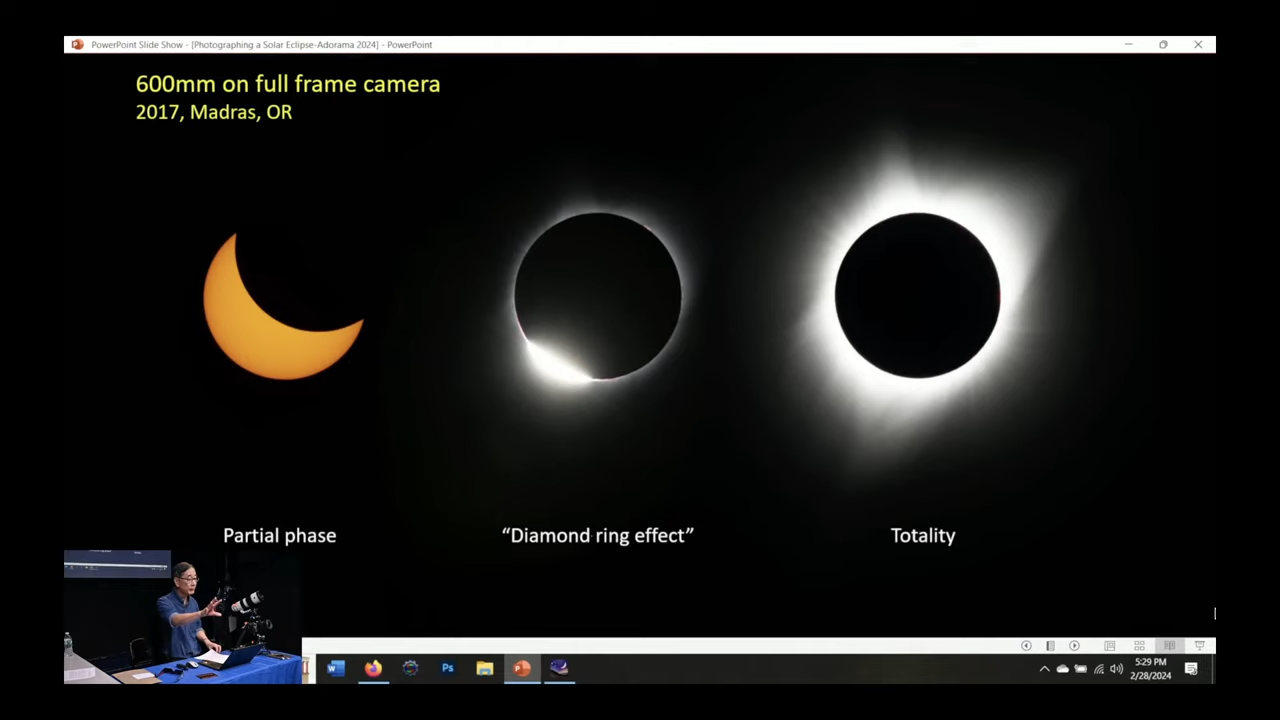 PowerPoint Slide Show - [Photographing a Solar Eclipse-Adorama 2024] - PowerPoint
600mm on full frame camera
2017, Madras, OR
Partial phase
“Diamond ring effect”
Totality
Ps
5:29 PM
2/28/2024